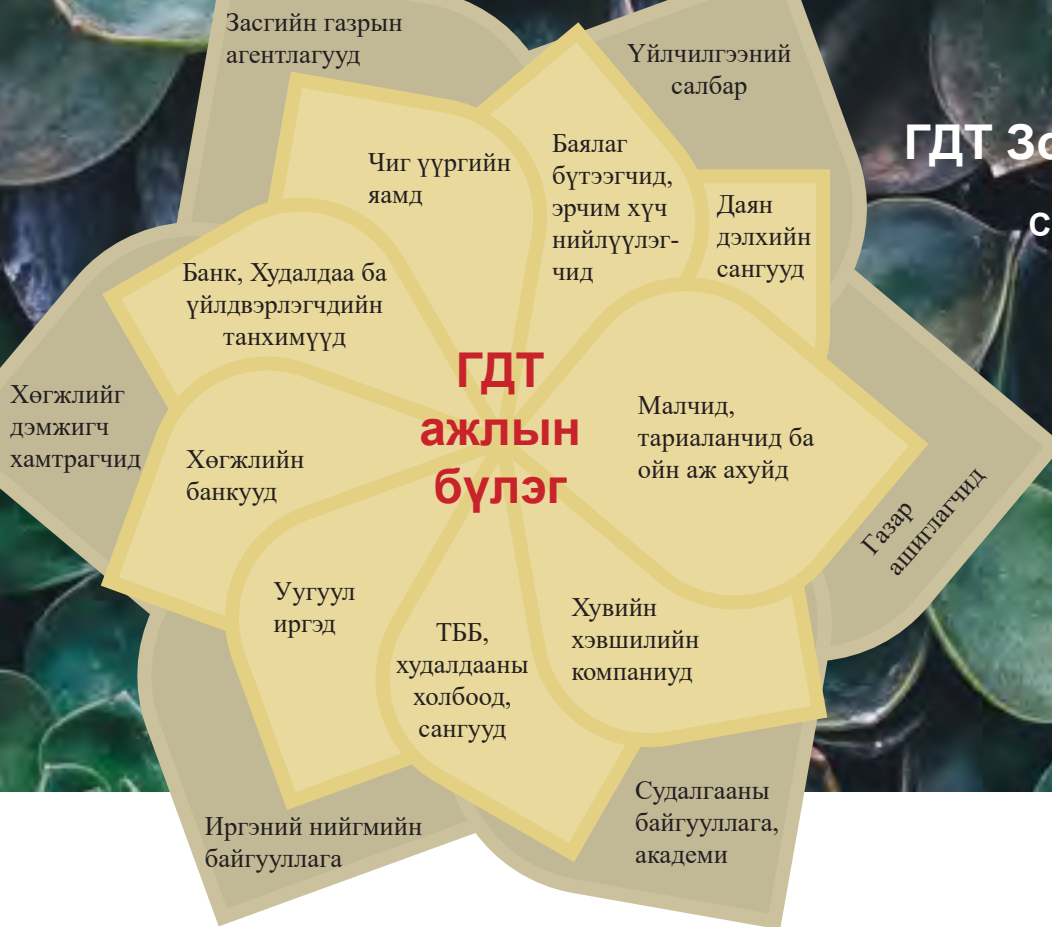 Засгийн газрын
агентлагууд
Үйлчилгээний
салбар
ГДТ
Чиг үүргийн
яамд
Баялаг
бүтээгчид,
эрчим хүч
нийлүүлэг-
чид
Даян
дэлхийн
сангууд
Банк, Худалдаа ба
үйлдвэрлэгчдийн
танхимүүд
Хөгжлийг
дэмжигч
хамтрагчид
ГДТ
ажлын
бүлэг
Малчид,
тариаланчид ба
ойн аж ахуйд
Хөгжлийн
банкууд
Газар
ашиглагчид
Уугуул
иргэд
ТББ,
худалдааны
холбоод,
сангууд
Хувийн
хэвшилийн
компаниуд
Судалгааны
байгууллага,
академи
Иргэний нийгмийн
байгууллага